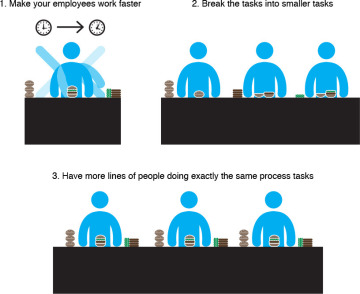 1. Make your employees work faster
2. Break the tasks into smaller tasks
3. Have more lines of people doing exactly the same process tasks